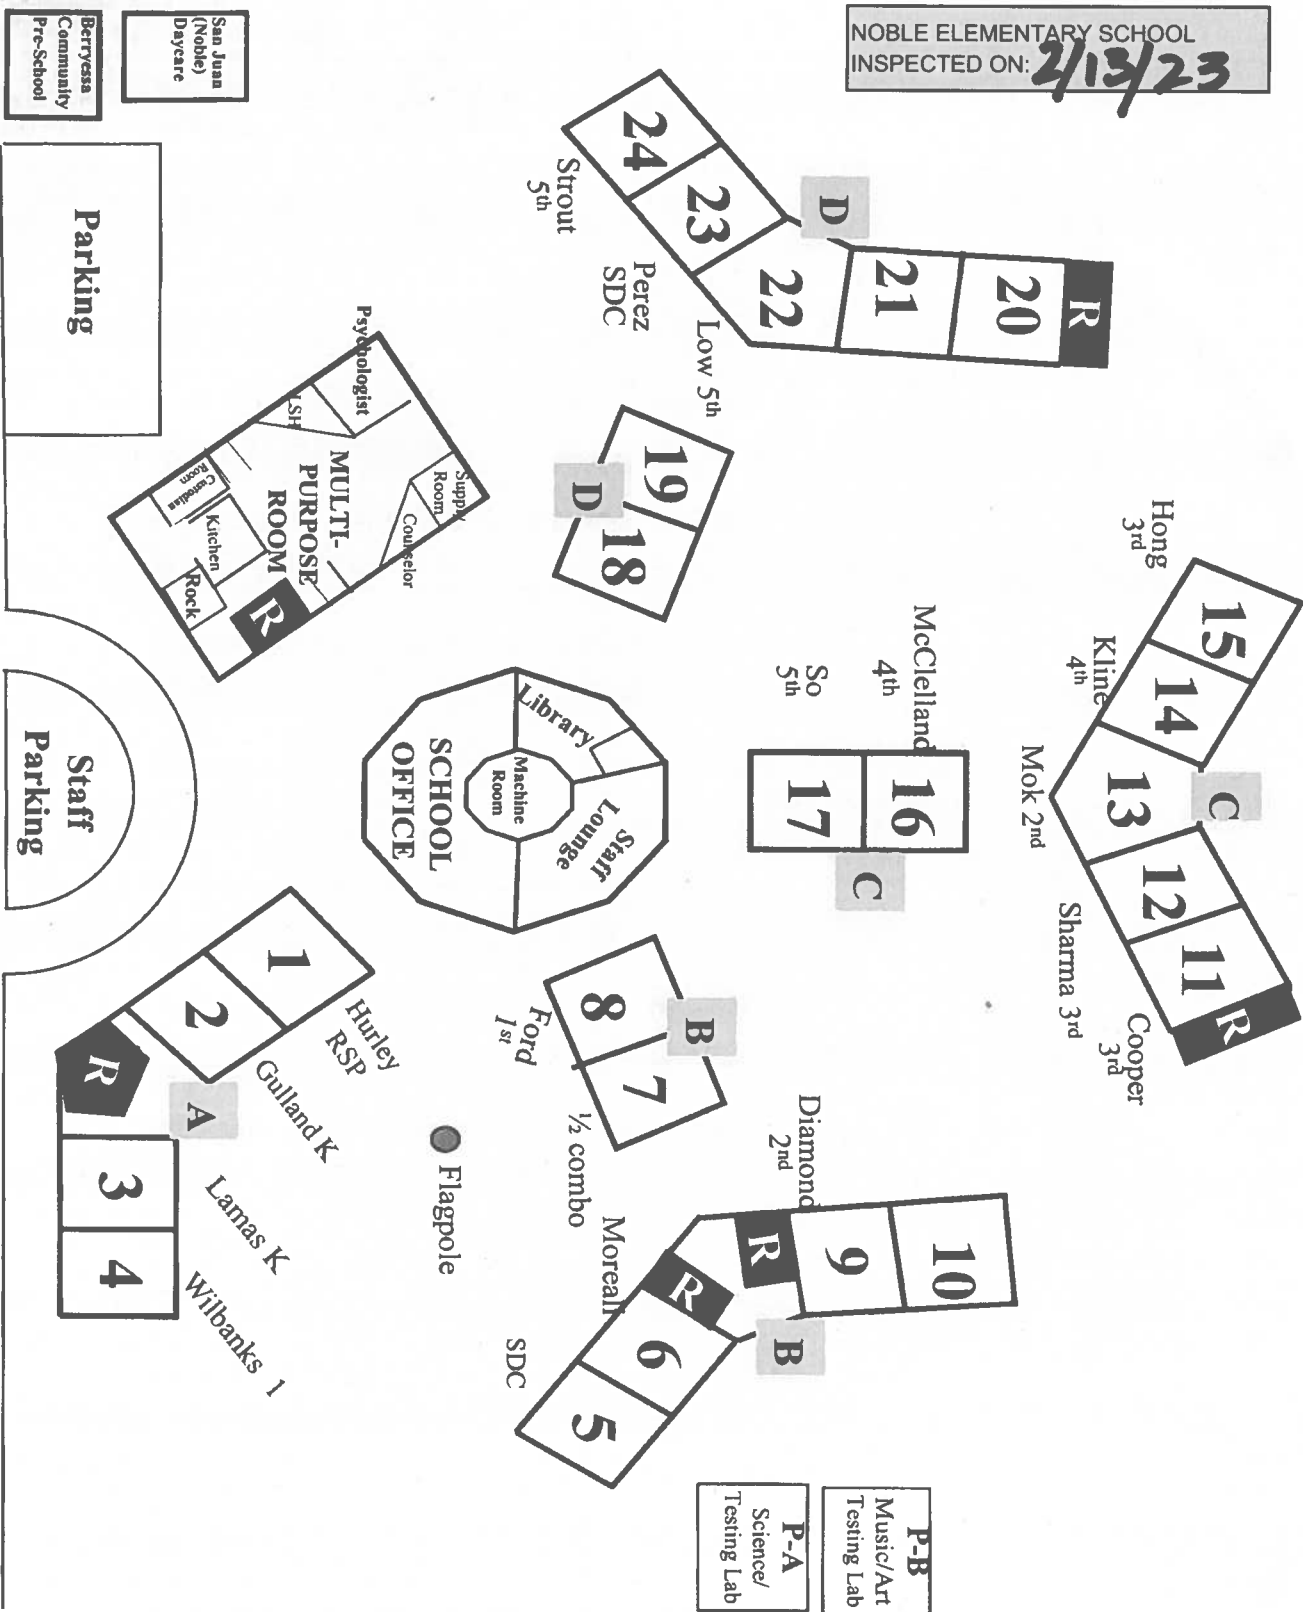 NOBLE ELEMENTARY SCHOOL
INSPECTED ON: 2/13/23
San Juan
(Noble)
Daycare
Berryessa
Community
Pre-School
Parking
24
23
22
21
20
R
D
Strout
5th
Perez
SDC
Low 5th
19
18
D
Psychologist
LSH
MULTI-
PURPOSE
ROOM
Supply
Room
Counselor
Custodian
Room
Kitchen
Rock
R
Hong
3rd
Kline
4th
Mok 2nd
Sharma 3rd
Cooper
3rd
15
14
13
12
11
R
C
McClelland
4th
So
5th
16
17
C
Library
Machine
Room
Staff
Lounge
SCHOOL
OFFICE
Staff
Parking
1
2
R
A
3
4
Hurley
RSP
Gulland K
Lamas K
Wilbanks 1
Flagpole
8
7
B
Ford
1st
½ combo
Diamond
2nd
Moreall
SDC
10
9
R
R
6
5
B
P-B
Music/Art
Testing Lab
P-A
Science/
Testing Lab